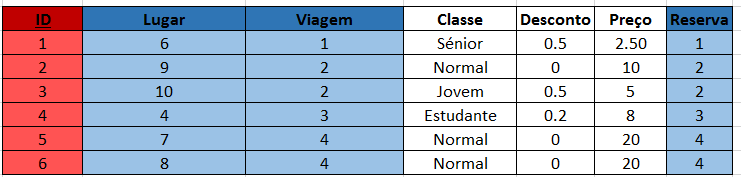 ID Lugar Viagem Classe Desconto Preço Reserva
1 6 1 Sénior 0.5 2.50 1
2 9 2 Normal 0 10 2
3 10 2 Jovem 0.5 5 2
4 4 3 Estudante 0.2 8 3
5 7 4 Normal 0 20 4
6 8 4 Normal 0 20 4